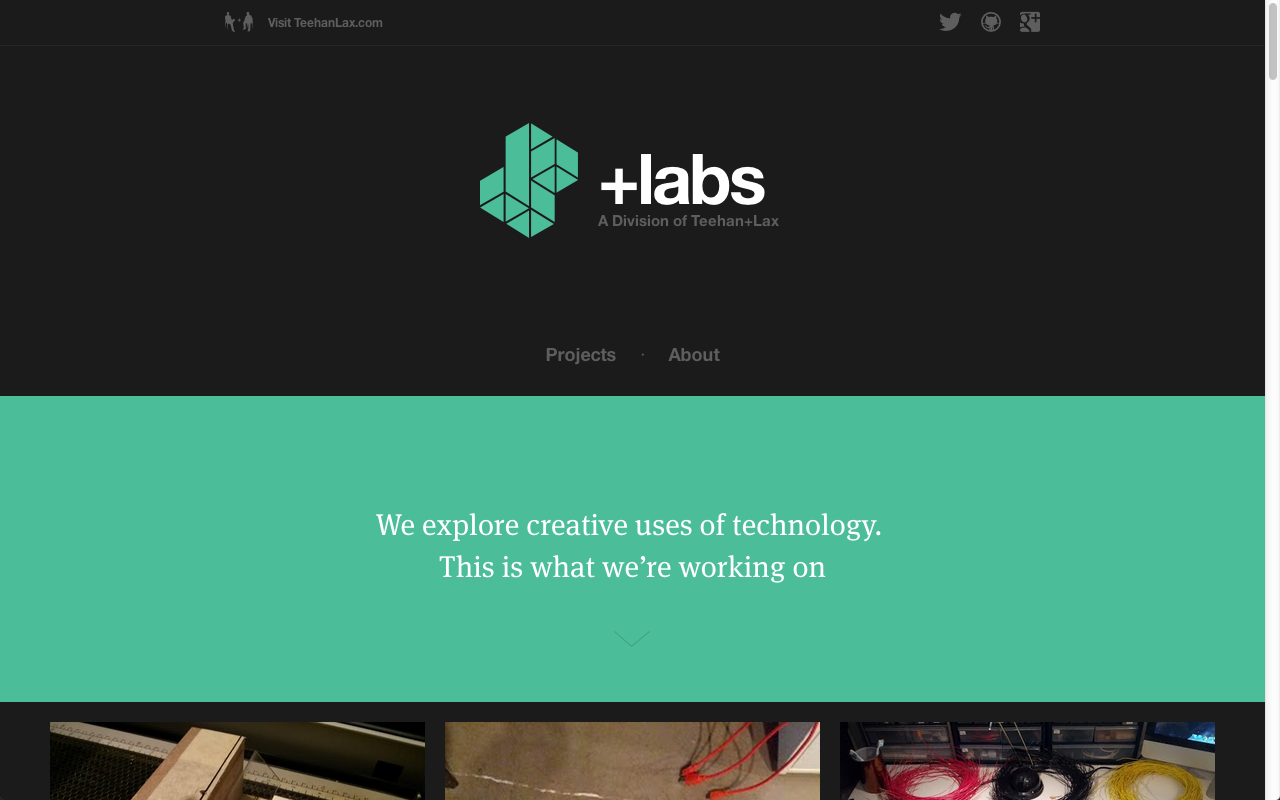 Visit TeehanLax.com
+labs
A Division of Teehan+Lax
Projects · About
We explore creative uses of technology.
This is what we’re working on